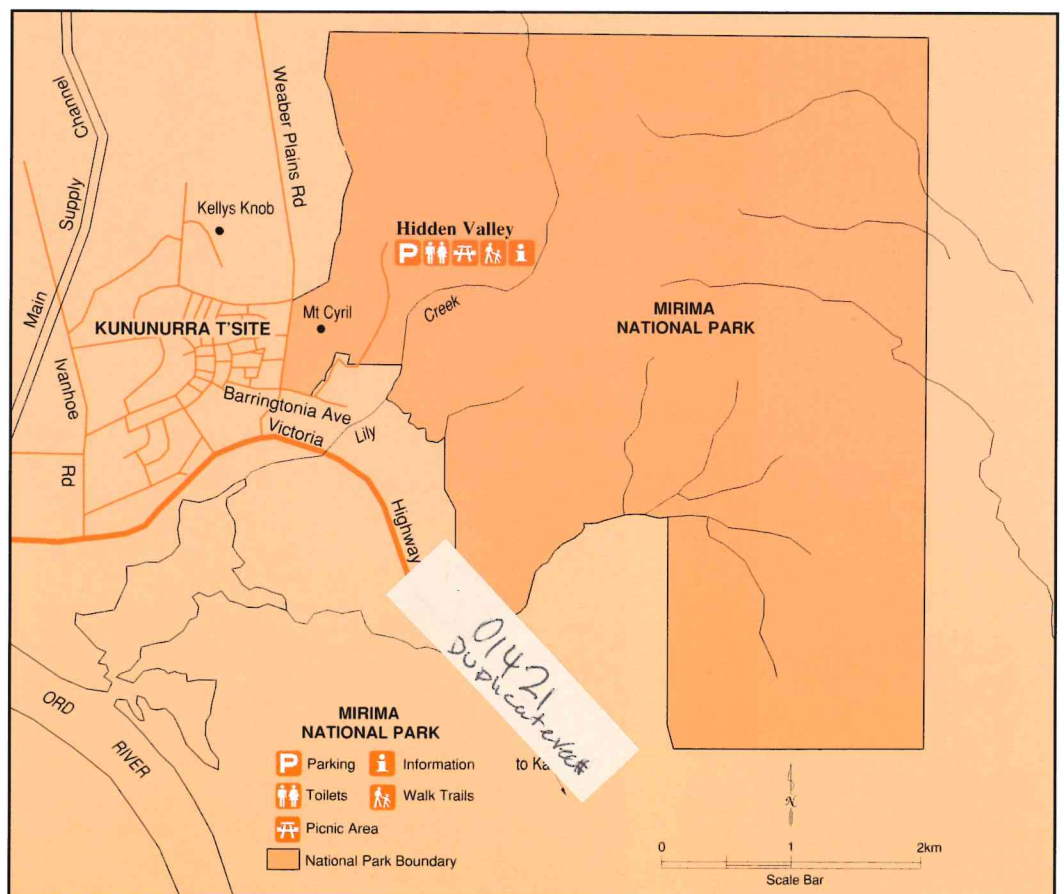 Main Supply Channel
Weaber Plains Rd
Kellys Knob
Hidden Valley
P i
Mt Cyril
Creek
MIRIMA
NATIONAL PARK
KUNUNURRA T'SITE
Ivanhoe Rd
Barringtonia Ave
Victoria Highway
Lily
01421
ORD RIVER
MIRIMA
NATIONAL PARK
P Parking
i Information
to Ka
Toilets
Walk Trails
Picnic Area
National Park Boundary
N
0 1 2km
Scale Bar